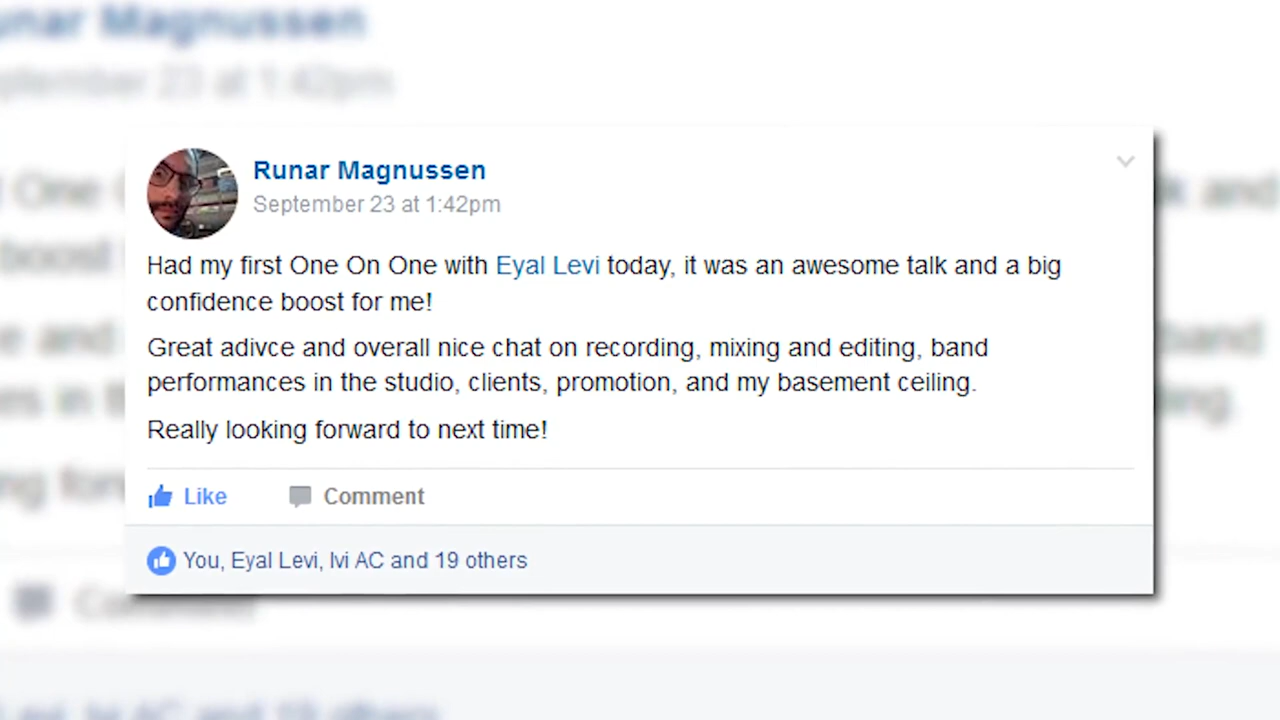 Runar Magnussen
September 23 at 1:42pm
Had my first One On One with Eyal Levi today, it was an awesome talk and a big
confidence boost for me!
Great adivce and overall nice chat on recording, mixing and editing, band
performances in the studio, clients, promotion, and my basement ceiling.
Really looking forward to next time!
Like Comment
You, Eyal Levi, Ivi AC and 19 others